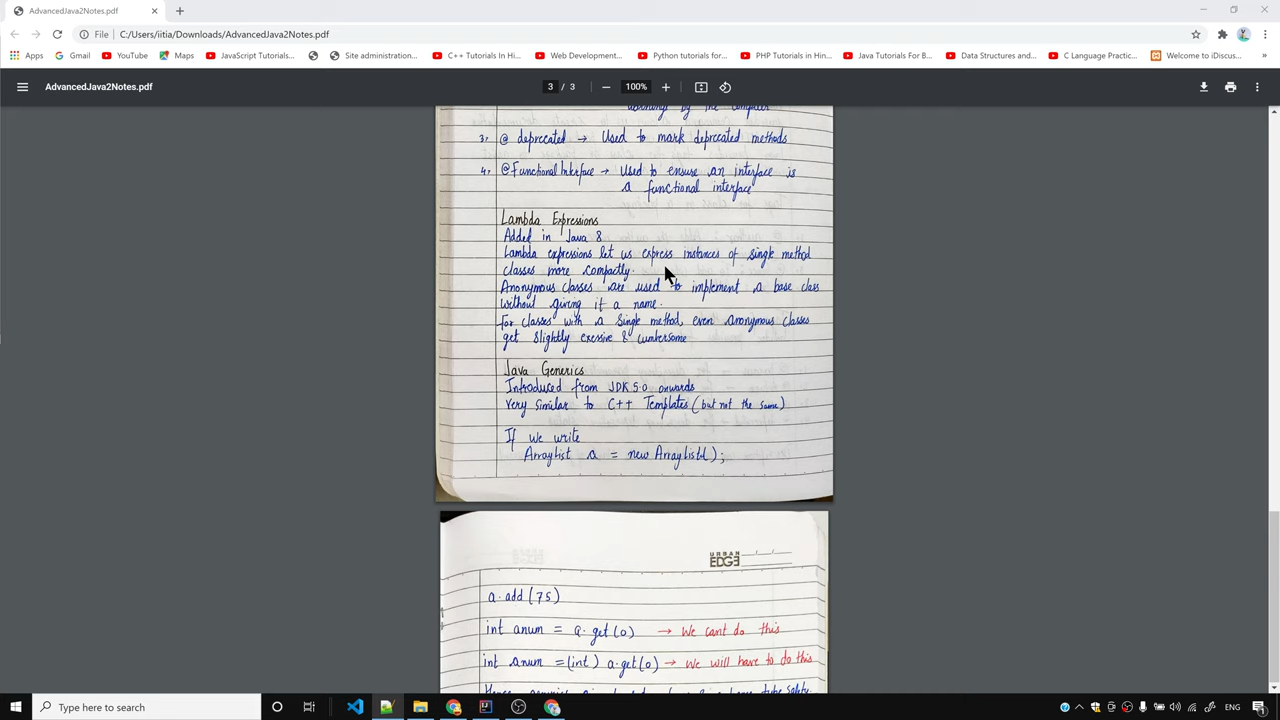 AdvancedJava2Notes.pdf
File C:/Users/iitia/Downloads/AdvancedJava2Notes.pdf
Apps Gmail YouTube Maps JavaScript Tutorials... Site administration... C++ Tutorials In Hi... Web Development... Python tutorials for... PHP Tutorials in Hin... Java Tutorials For B... Data Structures and... C Language Practic... Welcome to iDiscus...
AdvancedJava2Notes.pdf 3 / 3 100%
3, @ deprecated → Used to mark deprecated methods
4, @Functional Interface → Used to ensure an interface is
a functional interface
Lambda Expressions
Added in Java 8
Lambda expressions let us express instances of single method
classes more compactly.
Anonymous classes are used to implement a base class
without giving it a name.
For classes with a single method, even anonymous classes
get slightly exessive & cumbersome
Java Generics
Introduced from JDK 5.0 onwards
Very similar to C++ Templates (but not the same)
If we write
Arraylist a = new Arraylist();
URBAN
EDGE
a.add(75)
int anum = a.get(0) → We cant do this
int anum = (int) a.get(0) → We will have to do this
Type here to search
ENG